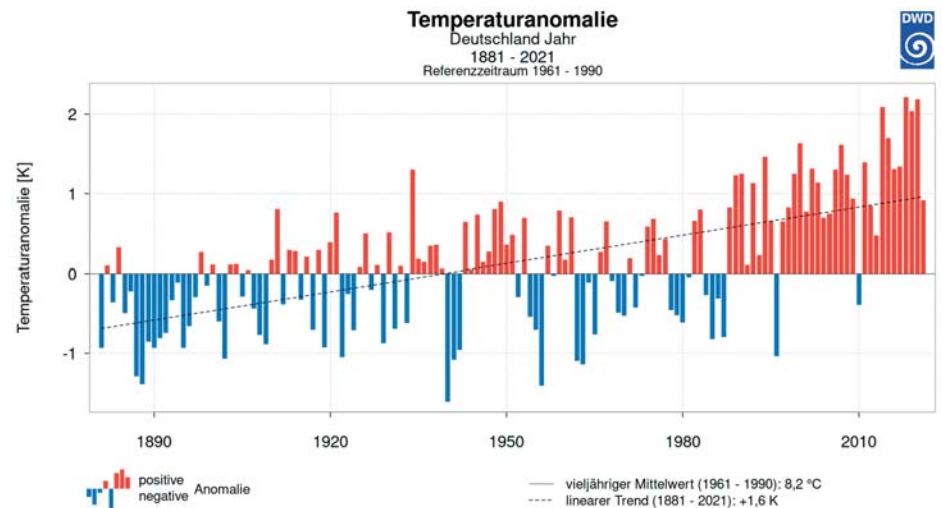 Temperaturanomalie
Deutschland Jahr
1881 - 2021
Referenzzeitraum 1961 - 1990
DWD
Temperaturanomalie [K]
2
1
0
-1
1890 1920 1950 1980 2010
positive
negative
Anomalie
vieljähriger Mittelwert (1961 - 1990): 8,2 °C
linearer Trend (1881 - 2021): +1,6 K